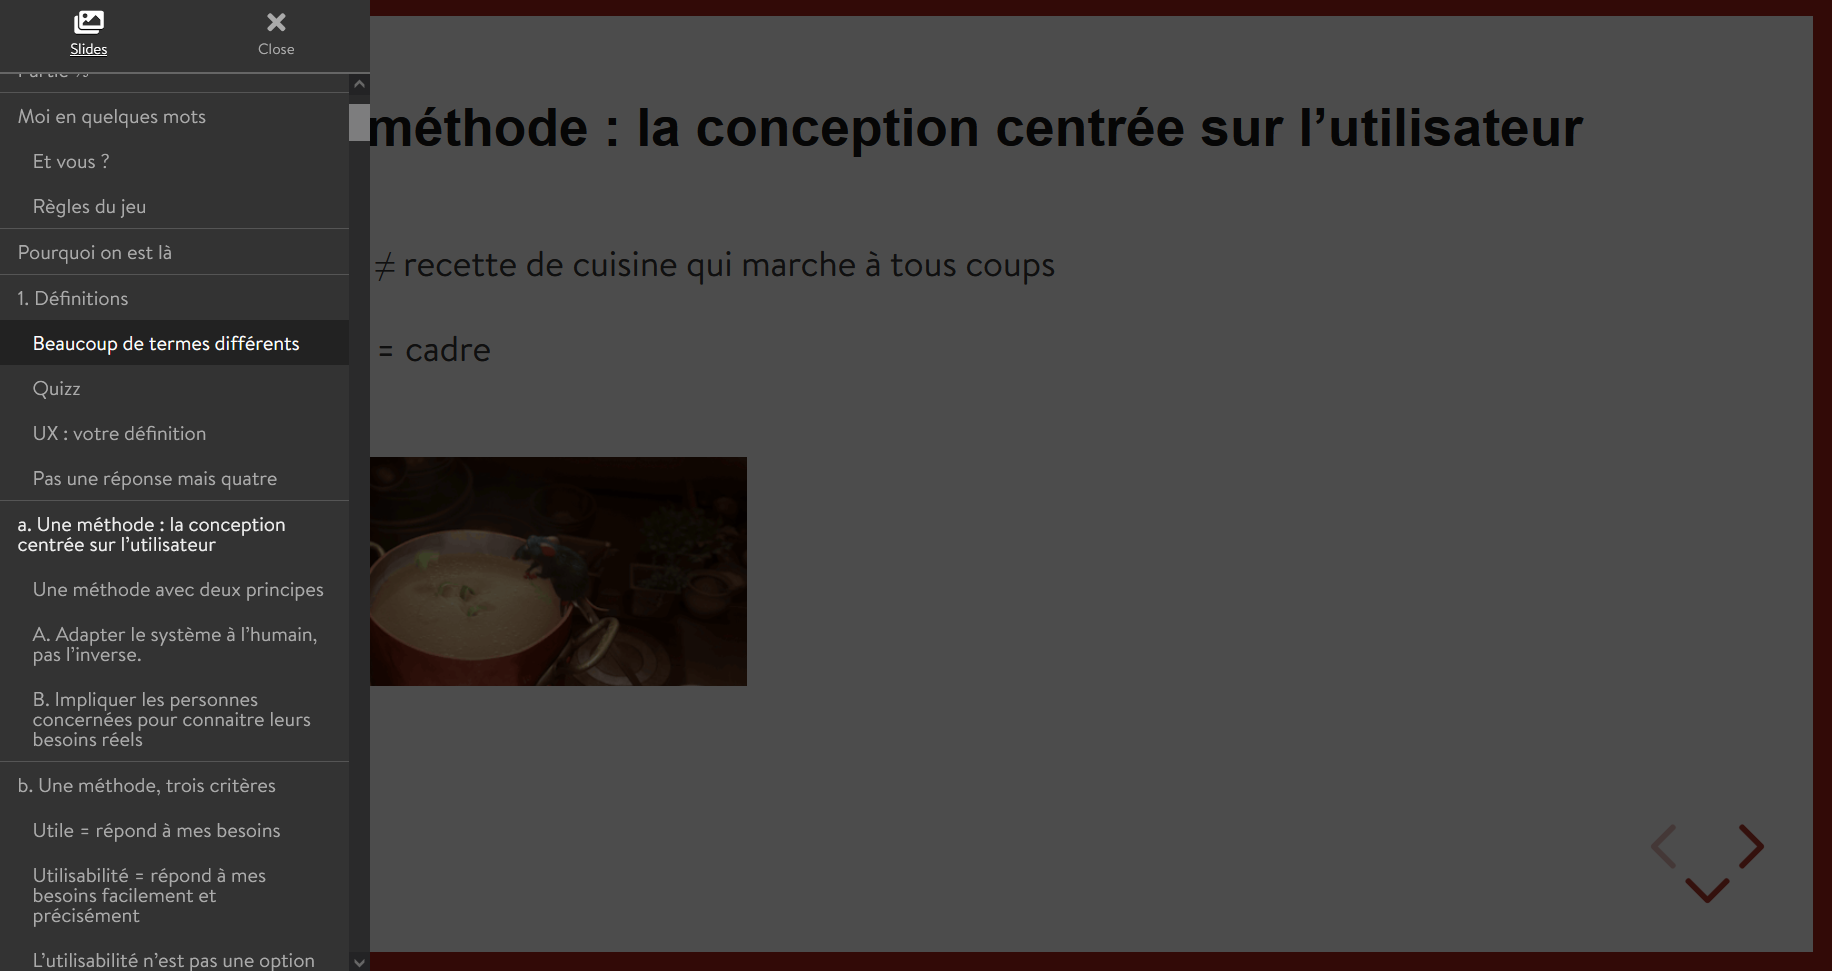 Slides
Close
Moi en quelques mots
Et vous ?
Règles du jeu
Pourquoi on est là
1. Définitions
Beaucoup de termes différents
Quizz
UX : votre définition
Pas une réponse mais quatre
a. Une méthode : la conception
centrée sur l’utilisateur
Une méthode avec deux principes
A. Adapter le système à l’humain,
pas l’inverse.
B. Impliquer les personnes
concernées pour connaitre leurs
besoins réels
b. Une méthode, trois critères
Utile = répond à mes besoins
Utilisabilité = répond à mes
besoins facilement et
précisément
L’utilisabilité n’est pas une option
méthode : la conception centrée sur l’utilisateur
≠ recette de cuisine qui marche à tous coups
= cadre